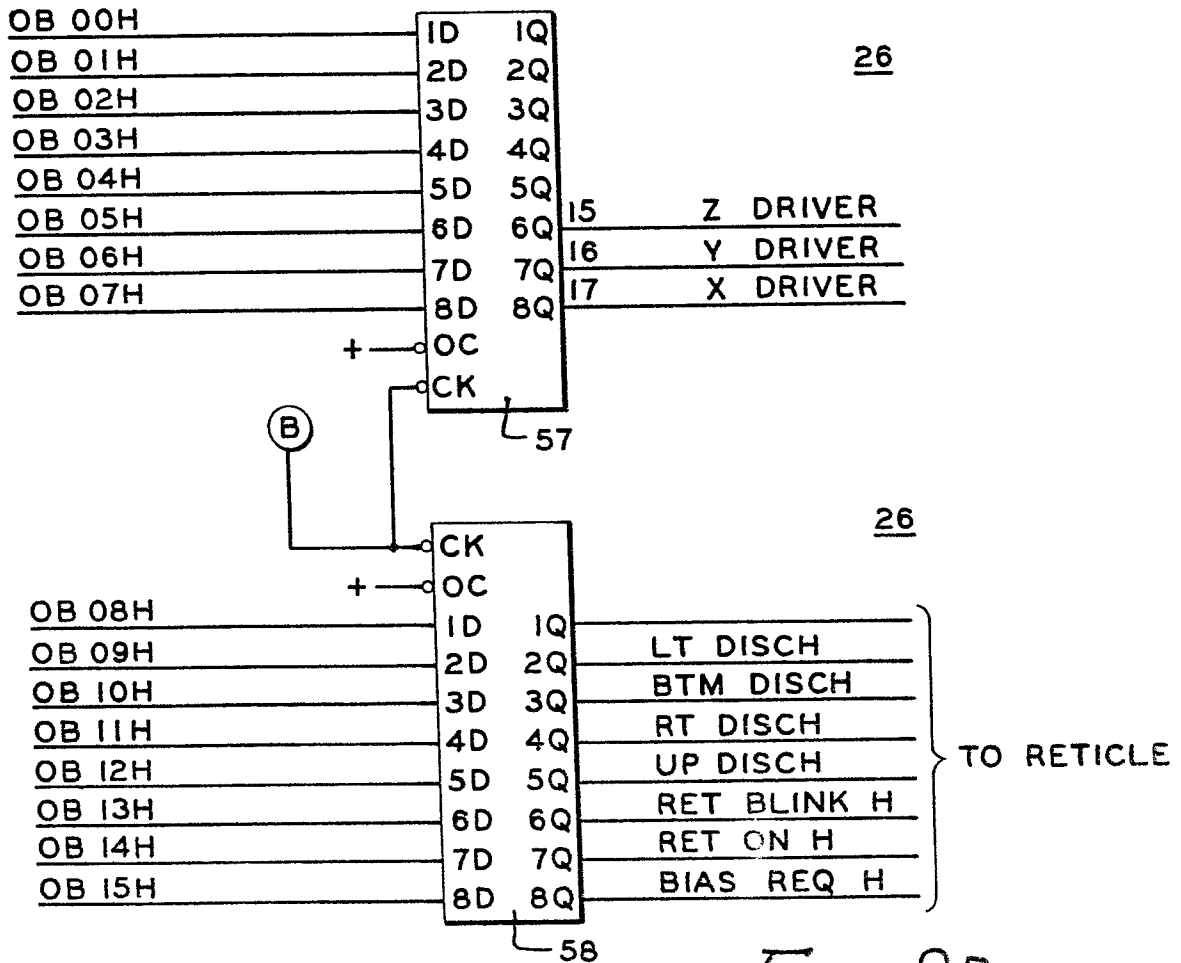 OB 00H
OB 01H
OB 02H
OB 03H
OB 04H
OB 05H
OB 06H
OB 07H
1D 1Q
2D 2Q
3D 3Q
4D 4Q
5D 5Q
6D 6Q
7D 7Q
8D 8Q
+ OC
CK
57
26
15 Z DRIVER
16 Y DRIVER
17 X DRIVER
B
26
CK
+ OC
OB 08H
OB 09H
OB 10H
OB 11H
OB 12H
OB 13H
OB 14H
OB 15H
1D 1Q
2D 2Q
3D 3Q
4D 4Q
5D 5Q
6D 6Q
7D 7Q
8D 8Q
58
LT DISCH
BTM DISCH
RT DISCH
UP DISCH
RET BLINK H
RET ON H
BIAS REQ H
TO RETICLE